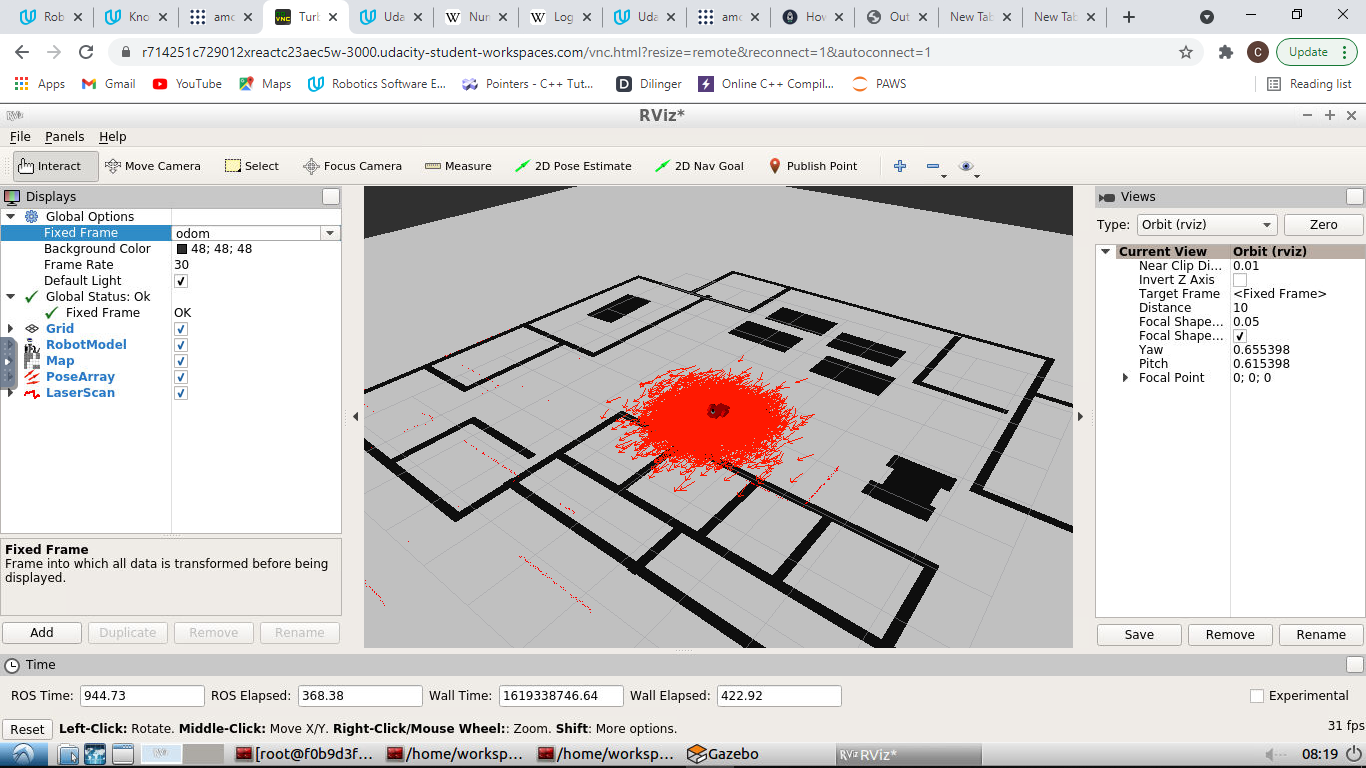 Rob
Kno
amc
Turt
Uda
Nun
Log
Uda
amc
How
Out
New Tab
New Tab
r714251c729012xreactc23aec5w-3000.udacity-student-workspaces.com/vnc.html?resize=remote&reconnect=1&autoconnect=1
C
Update
Apps
Gmail
YouTube
Maps
Robotics Software E...
Pointers - C++ Tut...
Dilinger
Online C++ Compil...
PAWS
Reading list
RViz*
File Panels Help
Interact Move Camera Select Focus Camera Measure 2D Pose Estimate 2D Nav Goal Publish Point
Displays
Global Options
Fixed Frame odom
Background Color 48; 48; 48
Frame Rate 30
Default Light
Global Status: Ok
Fixed Frame OK
Grid
RobotModel
Map
PoseArray
LaserScan
Fixed Frame
Frame into which all data is transformed before being
displayed.
Add Duplicate Remove Rename
Views
Type: Orbit (rviz) Zero
Current View Orbit (rviz)
Near Clip Di... 0.01
Invert Z Axis
Target Frame <Fixed Frame>
Distance 10
Focal Shape... 0.05
Focal Shape...
Yaw 0.655398
Pitch 0.615398
Focal Point 0; 0; 0
Save Remove Rename
Time
ROS Time: 944.73 ROS Elapsed: 368.38 Wall Time: 1619338746.64 Wall Elapsed: 422.92 Experimental
Reset Left-Click: Rotate. Middle-Click: Move X/Y. Right-Click/Mouse Wheel:: Zoom. Shift: More options. 31 fps
[root@f0b9d3f... /home/worksp... /home/worksp... Gazebo RViz* 08:19